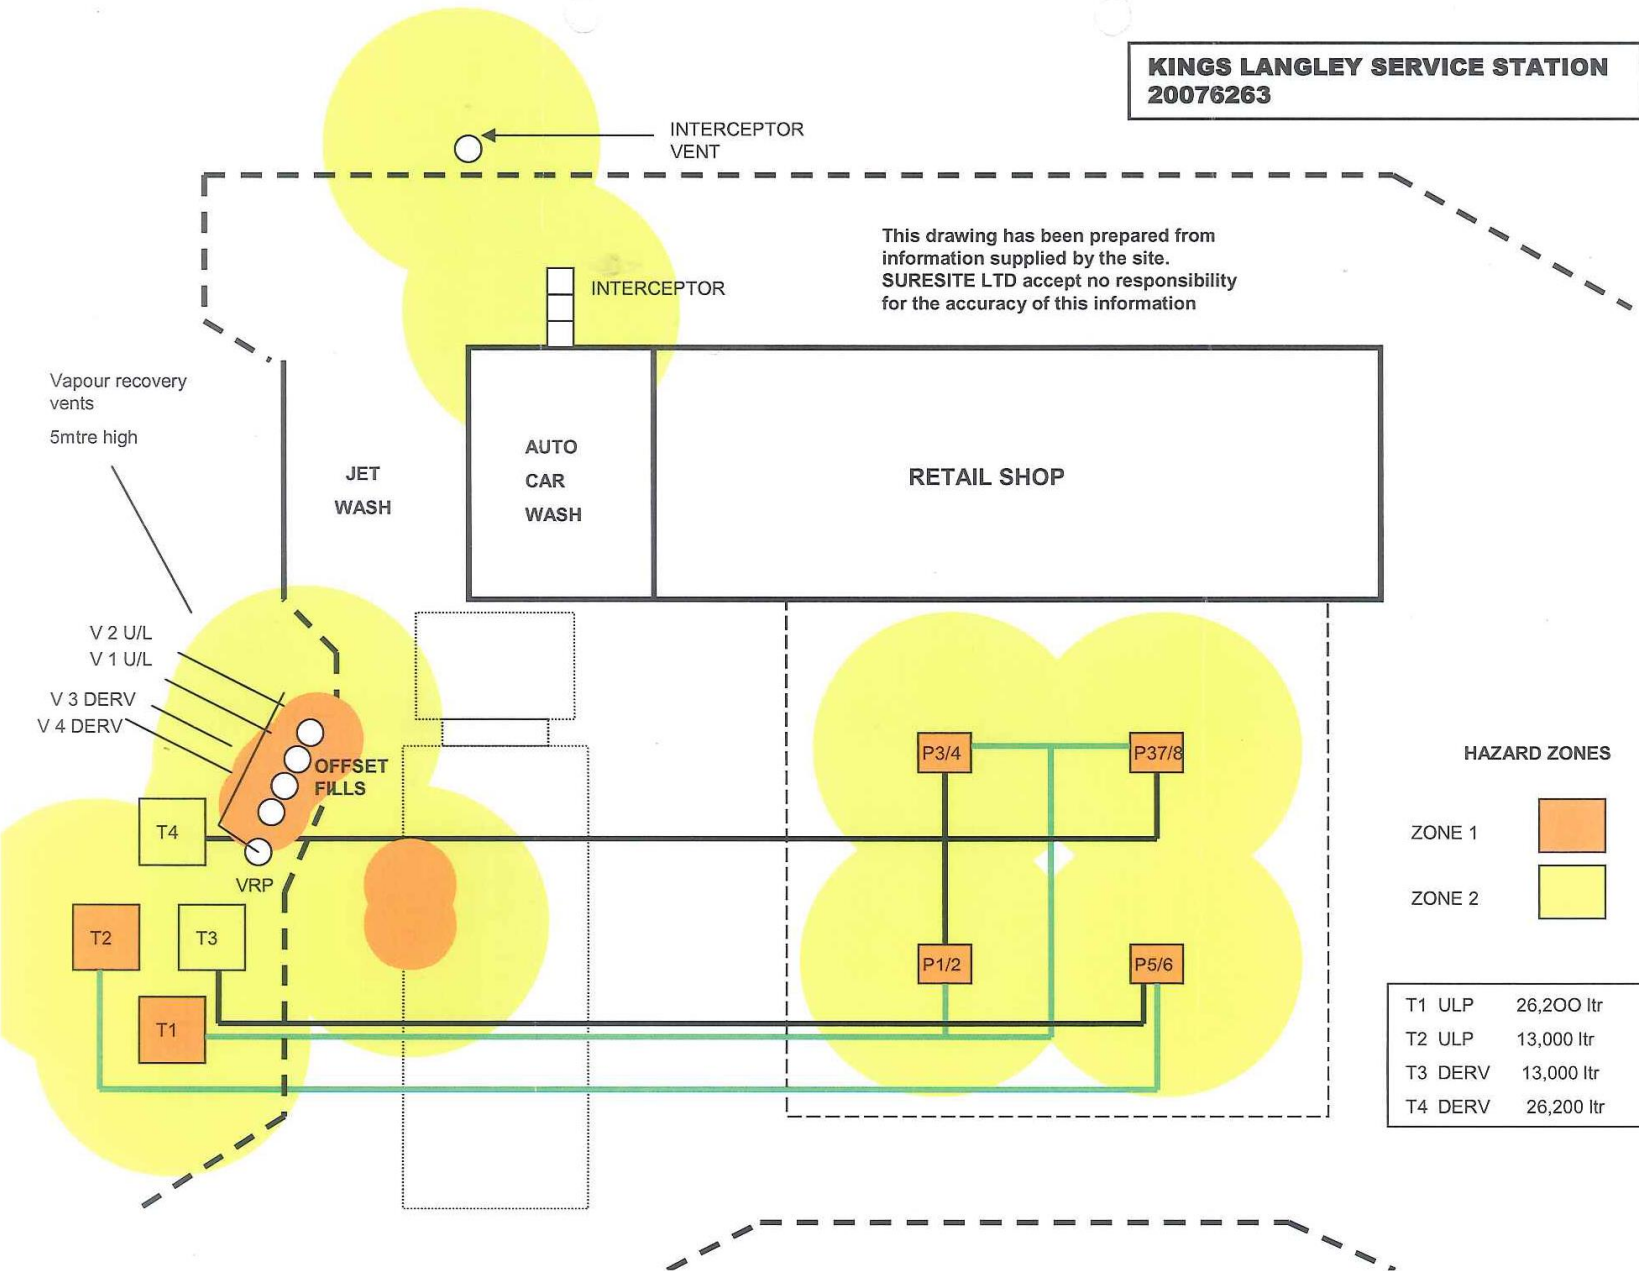 KINGS LANGLEY SERVICE STATION
20076263
INTERCEPTOR
VENT
This drawing has been prepared from
information supplied by the site.
SURESITE LTD accept no responsibility
for the accuracy of this information
INTERCEPTOR
Vapour recovery
vents
5mtre high
JET
WASH
AUTO
CAR
WASH
RETAIL SHOP
V 2 U/L
V 1 U/L
V 3 DERV
V 4 DERV
OFFSET
FILLS
T4
VRP
T2
T3
T1
P3/4
P37/8
P1/2
P5/6
HAZARD ZONES
ZONE 1
ZONE 2
T1 ULP 26,2OO ltr
T2 ULP 13,000 ltr
T3 DERV 13,000 ltr
T4 DERV 26,200 ltr